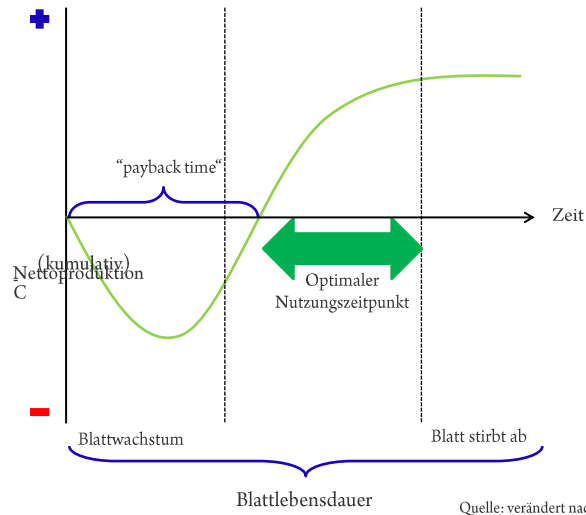 “payback time“
Zeit
(kumulativ)
Nettoproduktion
C
Optimaler
Nutzungszeitpunkt
Blattwachstum
Blatt stirbt ab
Blattlebensdauer
Quelle: verändert nac